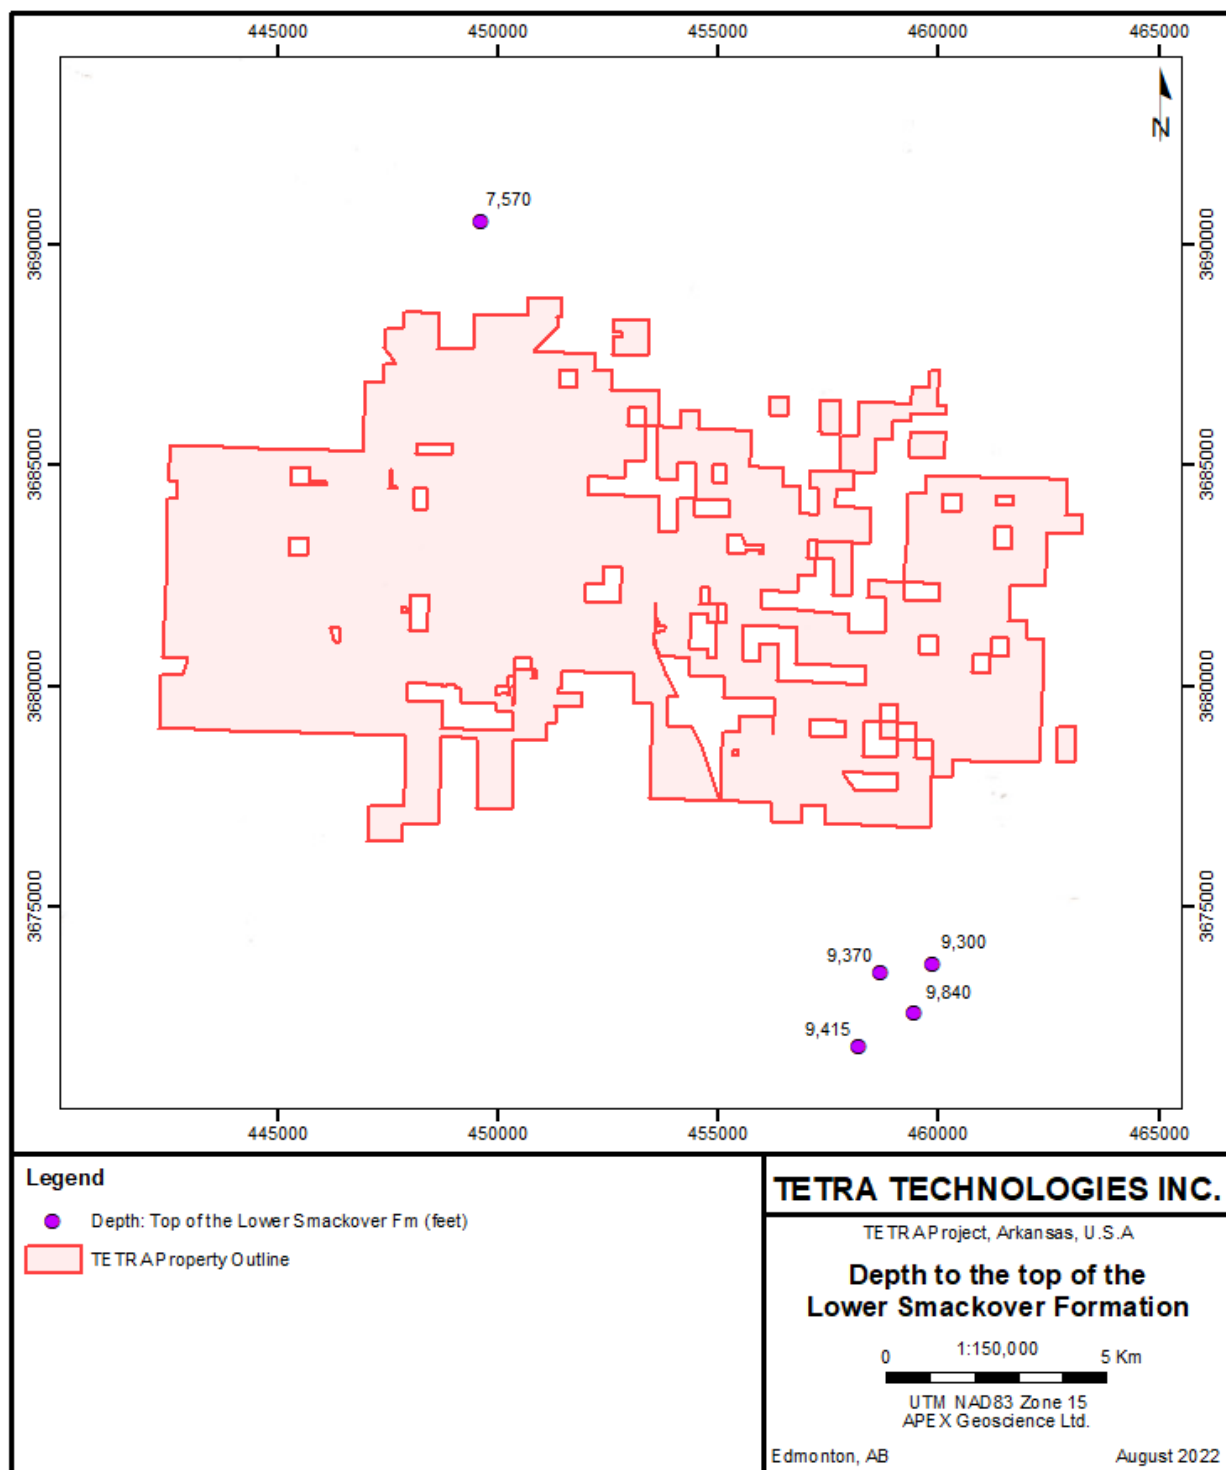 445000 450000 455000 460000 465000
N
7,570
3690000 3690000
3685000 3685000
3680000 3680000
3675000 3675000
9,370 9,300
9,840
9,415
445000 450000 455000 460000 465000
Legend
Depth: Top of the Lower Smackover Fm (feet)
TETRA Property Outline
TETRA TECHNOLOGIES INC.
TETRA Project, Arkansas, U.S.A
Depth to the top of the
Lower Smackover Formation
1:150,000
0 5 Km
UTM NAD83 Zone 15
APEX Geoscience Ltd.
Edmonton, AB August 2022